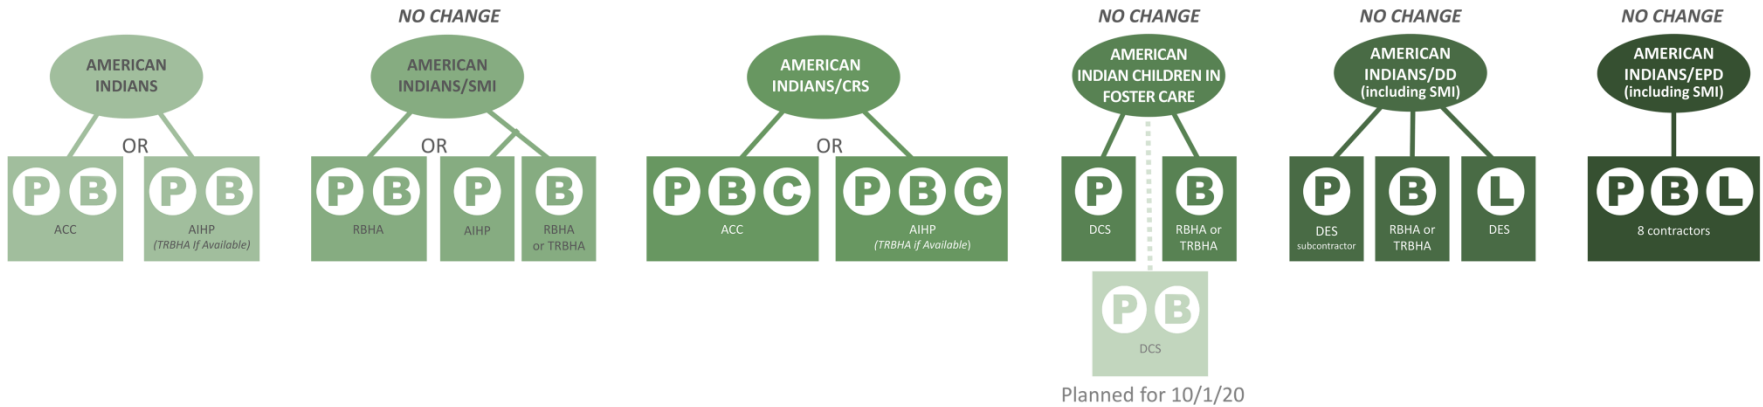 NO CHANGE
NO CHANGE
NO CHANGE
NO CHANGE
AMERICAN
INDIANS
AMERICAN
INDIANS/SMI
AMERICAN
INDIANS/CRS
AMERICAN
INDIAN CHILDREN IN
FOSTER CARE
AMERICAN
INDIANS/DD
(including SMI)
AMERICAN
INDIANS/EPD
(including SMI)
OR
OR
OR
P B
ACC
P B
AIHP
(TRBHA If Available)
P B
RBHA
P
AIHP
B
RBHA
or TRBHA
P B C
ACC
P B C
AIHP
(TRBHA if Available)
P
DCS
B
RBHA or
TRBHA
P
DES
subcontractor
B
RBHA or
TRBHA
L
DES
P B L
8 contractors
P B
DCS
Planned for 10/1/20